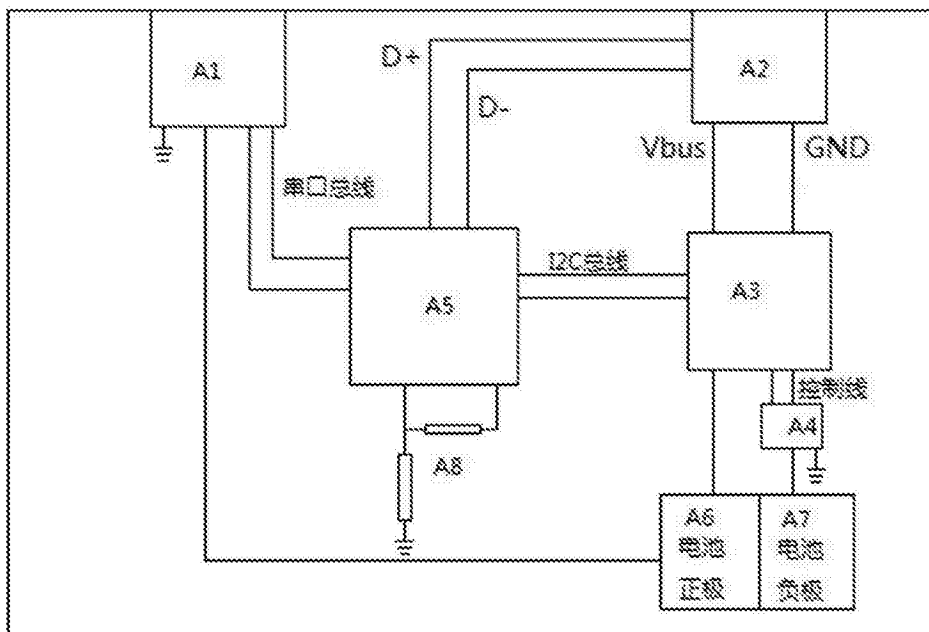 A1
D+
A2
D-
Vbus
GND
串口总线
I2C总线
A5
A3
控制线
A4
A8
A6
电池
正极
A7
电池
负极